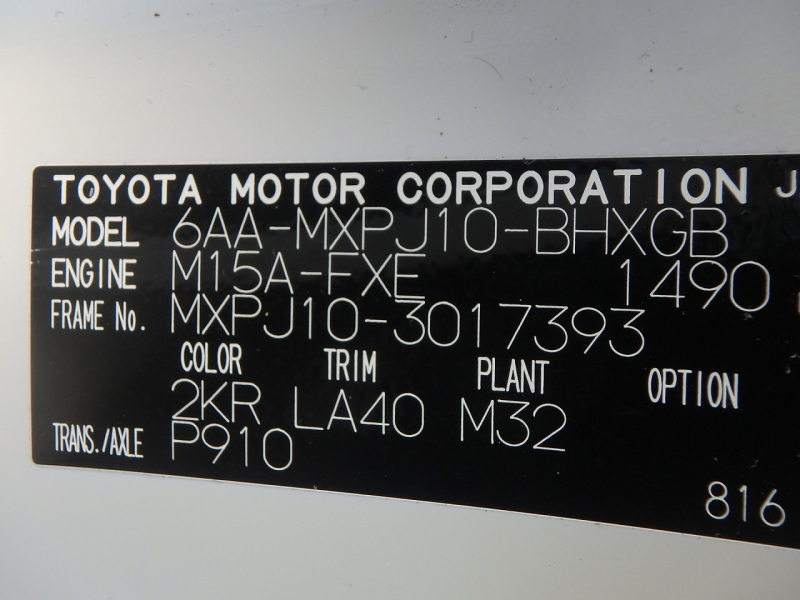 TOYOTA MOTOR CORPORATION J
MODEL 6AA-MXPJ10-BHXGB
ENGINE M15A-FXE 1490
FRAME No. MXPJ10-3017393
COLOR TRIM PLANT OPTION
2KR LA40 M32
TRANS./AXLE P910
816